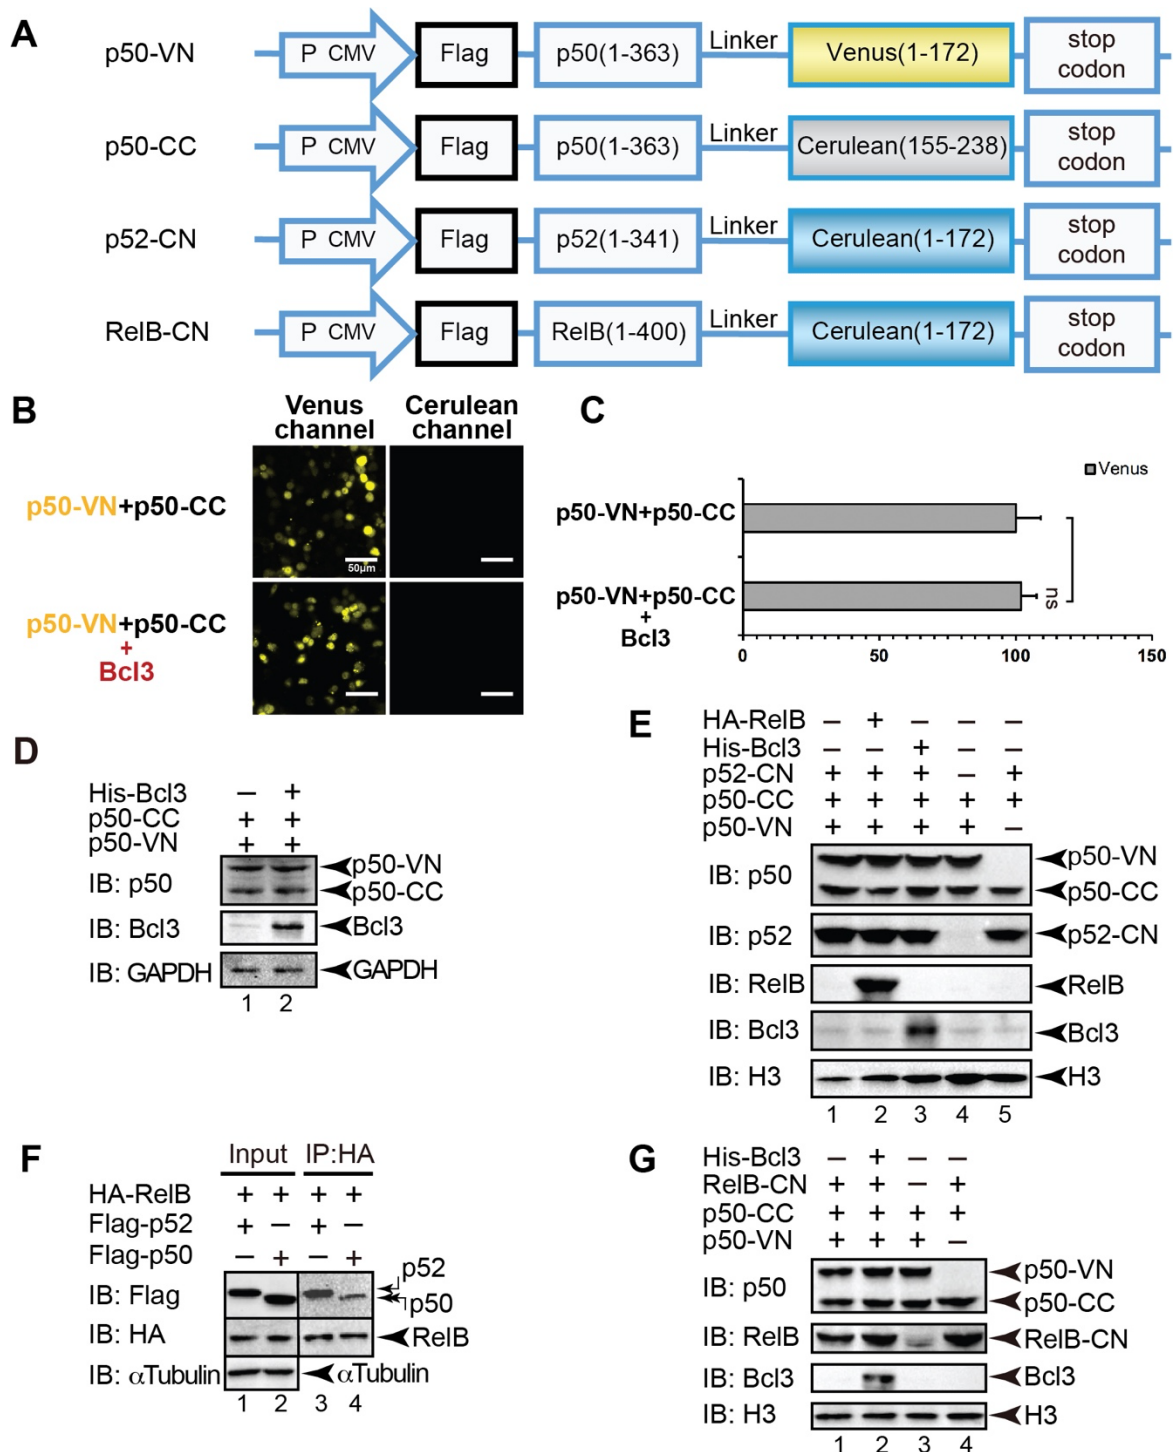 A
p50-VN P CMV Flag p50(1-363) Linker Venus(1-172) stop codon
p50-CC P CMV Flag p50(1-363) Linker Cerulean(155-238) stop codon
p52-CN P CMV Flag p52(1-341) Linker Cerulean(1-172) stop codon
RelB-CN P CMV Flag RelB(1-400) Linker Cerulean(1-172) stop codon
B
Venus channel
Cerulean channel
p50-VN+p50-CC
50µm
p50-VN+p50-CC
+
Bcl3
C
Venus
p50-VN+p50-CC
p50-VN+p50-CC
+
Bcl3
ns
0 50 100 150
D
His-Bcl3 − +
p50-CC + +
p50-VN + +
IB: p50 p50-VN
p50-CC
IB: Bcl3 Bcl3
IB: GAPDH GAPDH
1 2
E
HA-RelB − + − − −
His-Bcl3 − − + − −
p52-CN + + + − +
p50-CC + + + + +
p50-VN + + + + −
IB: p50 p50-VN
p50-CC
IB: p52 p52-CN
IB: RelB RelB
IB: Bcl3 Bcl3
IB: H3 H3
1 2 3 4 5
F
Input IP:HA
HA-RelB + + + +
Flag-p52 + − + −
Flag-p50 − + − +
IB: Flag p52
p50
IB: HA RelB
IB: αTubulin αTubulin
1 2 3 4
G
His-Bcl3 − + − −
RelB-CN + + − +
p50-CC + + + +
p50-VN + + + −
IB: p50 p50-VN
p50-CC
IB: RelB RelB-CN
IB: Bcl3 Bcl3
IB: H3 H3
1 2 3 4